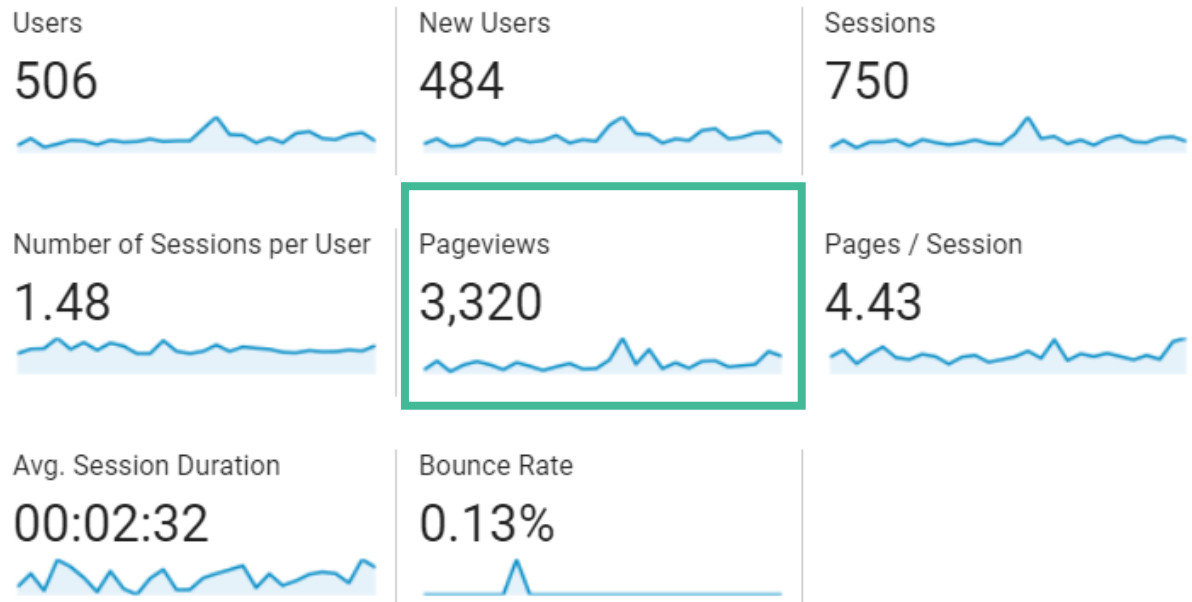 Users
506
New Users
484
Sessions
750
Number of Sessions per User
1.48
Pageviews
3,320
Pages / Session
4.43
Avg. Session Duration
00:02:32
Bounce Rate
0.13%